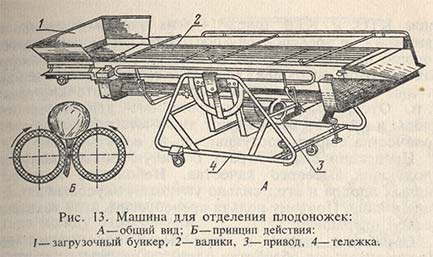 1
2
Б
А
4
3
Рис. 13. Машина для отделения плодоножек:
А—общий вид; Б—принцип действия:
1—загрузочный бункер, 2—валики, 3—привод, 4—тележка.